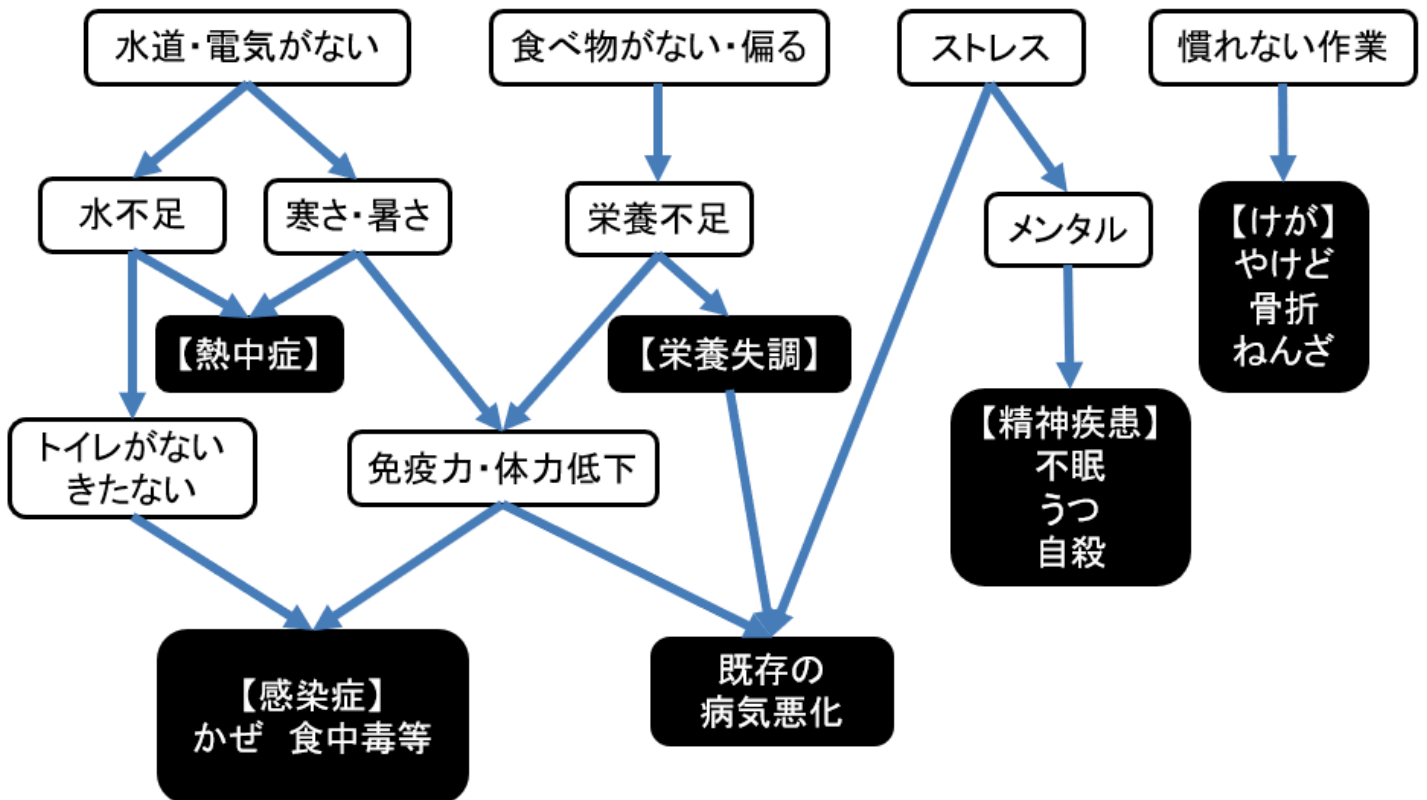 水道・電気がない
食べ物がない・偏る
ストレス
慣れない作業
水不足
寒さ・暑さ
栄養不足
メンタル
【けが】
やけど
骨折
ねんざ
【熱中症】
【栄養失調】
トイレがない
きたない
免疫力・体力低下
【精神疾患】
不眠
うつ
自殺
【感染症】
かぜ　食中毒等
既存の
病気悪化